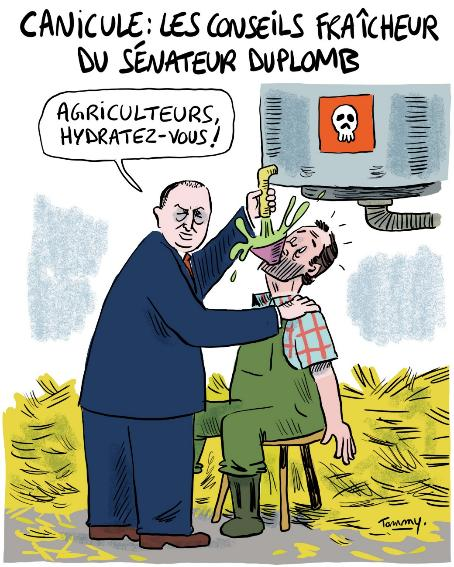 CANICULE: LES CONSEILS FRAÎCHEUR
DU SÉNATEUR DUPLOMB
AGRICULTEURS,
HYDRATEZ-VOUS!
Tommy.